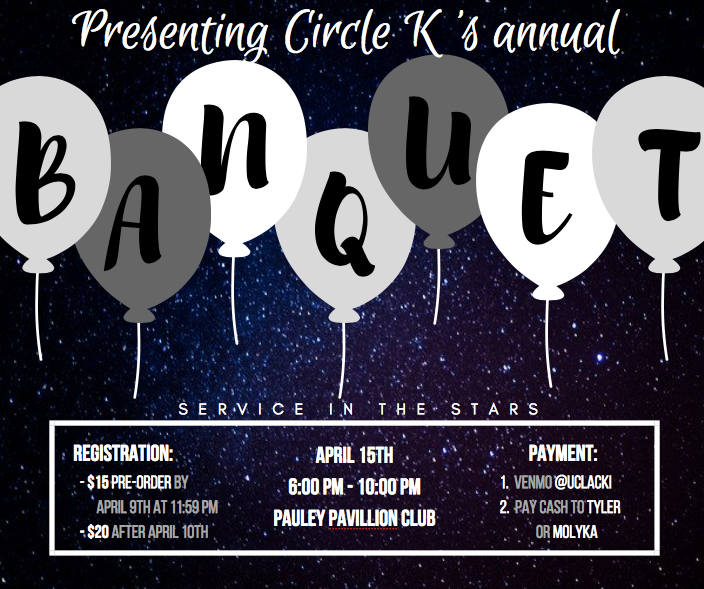 Presenting Circle K 's annual
BANQUET
SERVICE IN THE STARS
REGISTRATION:
- $15 PRE-ORDER BY
APRIL 9TH AT 11:59 PM
- $20 AFTER APRIL 10TH
APRIL 15TH
6:00 PM - 10:00 PM
PAULEY PAVILLION CLUB
PAYMENT:
1. VENMO @UCLACKI
2. PAY CASH TO TYLER
OR MOLYKA